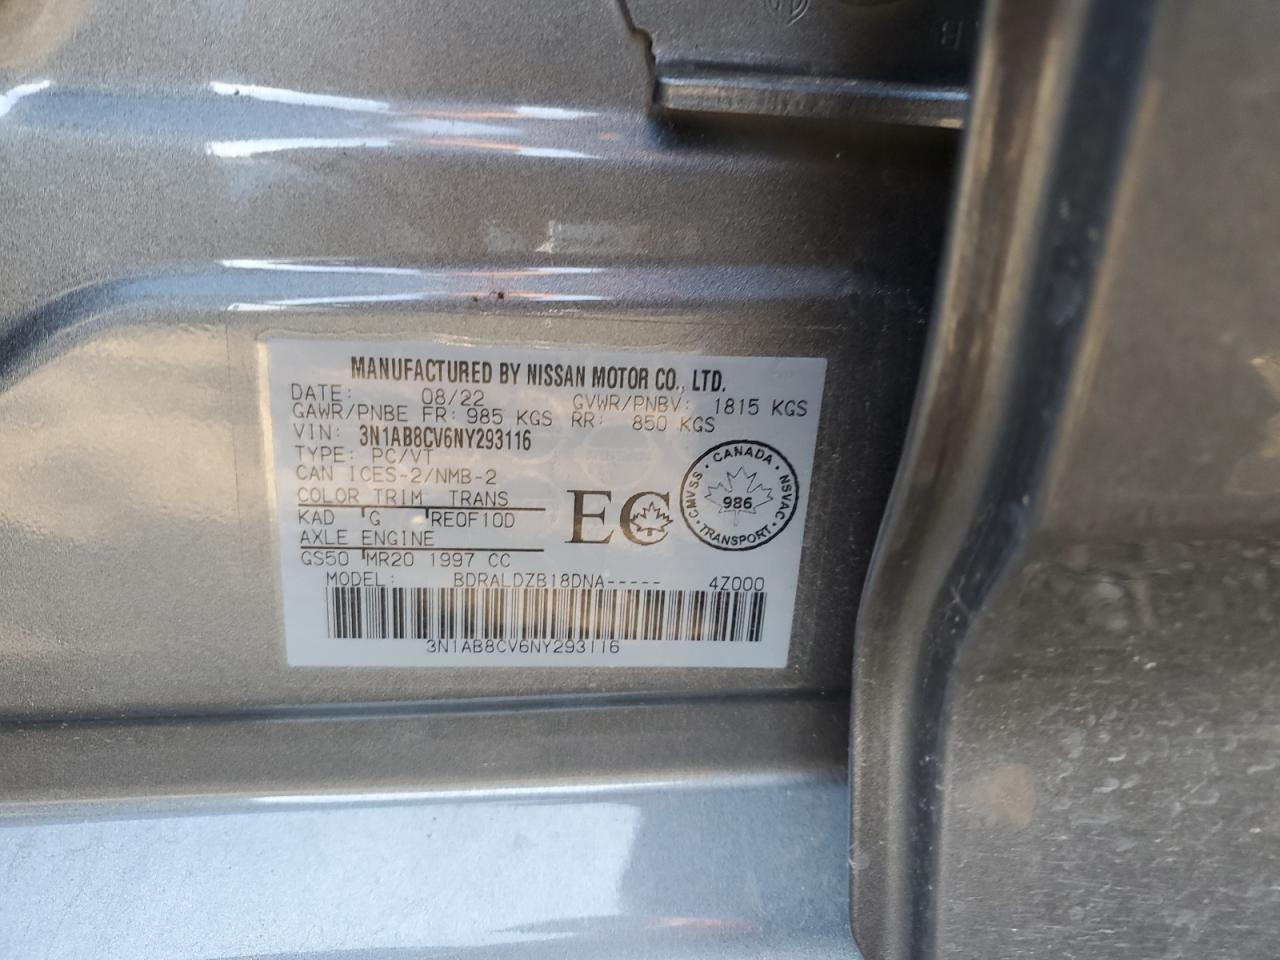 MANUFACTURED BY NISSAN MOTOR CO., LTD.
DATE: 08/22 GVWR/PNBV: 1815 KGS
GAWR/PNBE FR: 985 KGS RR: 850 KGS
VIN: 3N1AB8CV6NY293116
TYPE: PC/VT
CAN ICES-2/NMB-2
COLOR TRIM TRANS
KAD G RE0F10D
AXLE ENGINE
GS50 MR20 1997 CC
EC
CANADA
CMVSS
986
NSVAC
TRANSPORT
MODEL: BDRALDZB18DNA----- 4Z000
3N1AB8CV6NY293116